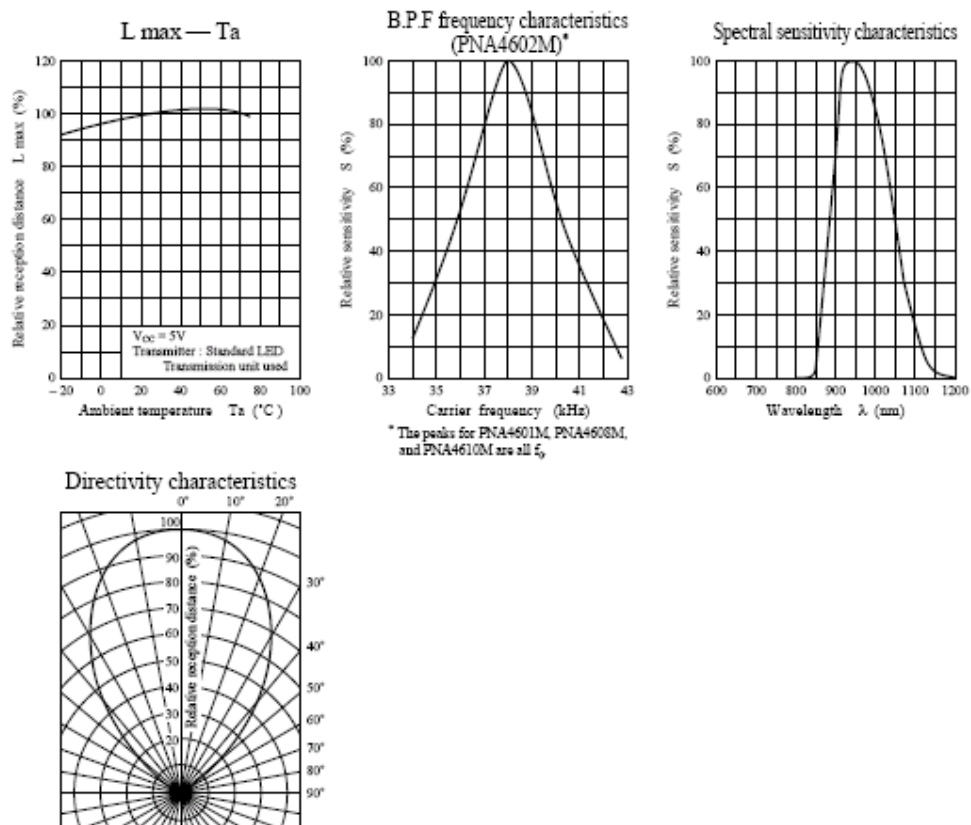 L max — Ta
120
100
80
60
40
20
0
−20 0 20 40 60 80 100
Relative reception distance L max (%)
V CC = 5V
Transmitter : Standard LED
Transmission unit used
Ambient temperature Ta (˚C )
B.P.F frequency characteristics
(PNA4602M)*
100
80
60
40
20
0
33 35 37 39 41 43
Relative sensitivity S (%)
Carrier frequency (kHz)
* The peaks for PNA4601M, PNA4608M,
and PNA4610M are all f0.
Spectral sensitivity characteristics
100
80
60
40
20
0
600 700 800 900 1000 1100 1200
Relative sensitivity S (%)
Wavelength λ (nm)
Directivity characteristics
0˚ 10˚ 20˚
100
90
80
70
60
50
40
30
20
Relative reception distance (%)
30˚
40˚
50˚
60˚
70˚
80˚
90˚